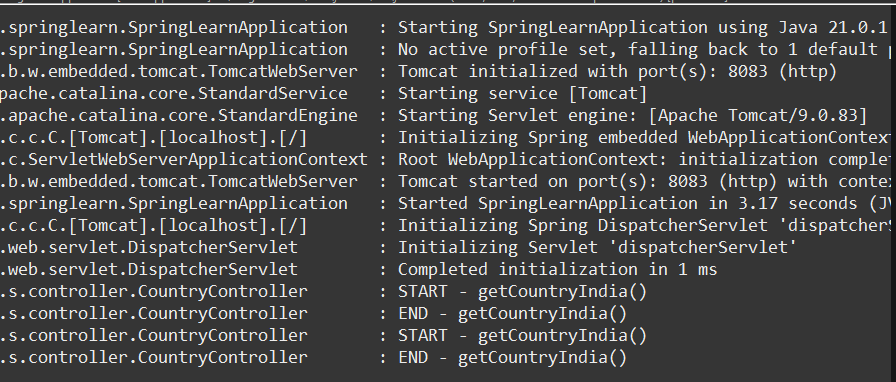 .springlearn.SpringLearnApplication : Starting SpringLearnApplication using Java 21.0.1
.springlearn.SpringLearnApplication : No active profile set, falling back to 1 default
.b.w.embedded.tomcat.TomcatWebServer : Tomcat initialized with port(s): 8083 (http)
pache.catalina.core.StandardService : Starting service [Tomcat]
.apache.catalina.core.StandardEngine : Starting Servlet engine: [Apache Tomcat/9.0.83]
.c.c.C.[Tomcat].[localhost].[/] : Initializing Spring embedded WebApplicationContext
.c.ServletWebServerApplicationContext : Root WebApplicationContext: initialization complet
.b.w.embedded.tomcat.TomcatWebServer : Tomcat started on port(s): 8083 (http) with conte
.springlearn.SpringLearnApplication : Started SpringLearnApplication in 3.17 seconds (JV
.c.c.C.[Tomcat].[localhost].[/] : Initializing Spring DispatcherServlet 'dispatcherS
.web.servlet.DispatcherServlet : Initializing Servlet 'dispatcherServlet'
.web.servlet.DispatcherServlet : Completed initialization in 1 ms
.s.controller.CountryController : START - getCountryIndia()
.s.controller.CountryController : END - getCountryIndia()
.s.controller.CountryController : START - getCountryIndia()
.s.controller.CountryController : END - getCountryIndia()